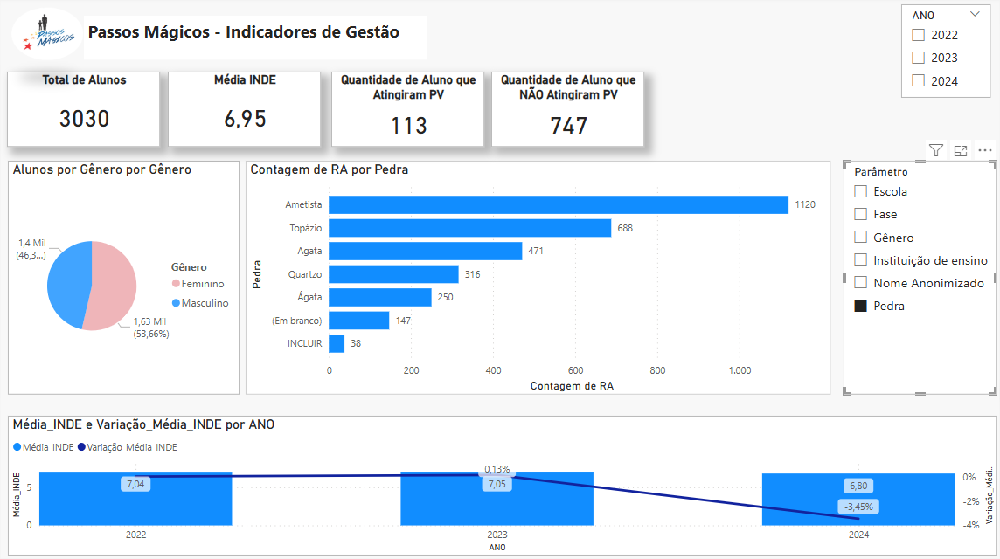 PASSOS
MÁGICOS
Passos Mágicos - Indicadores de Gestão
ANO
2022
2023
2024
Total de Alunos
3030
Média INDE
6,95
Quantidade de Aluno que
Atingiram PV
113
Quantidade de Aluno que
NÃO Atingiram PV
747
Alunos por Gênero por Gênero
1,4 Mil
(46,3...)
Gênero
Feminino
Masculino
1,63 Mil
(53,66%)
Contagem de RA por Pedra
Pedra
Ametista
1120
Topázio
688
Agata
471
Quartzo
316
Ágata
250
(Em branco)
147
INCLUIR
38
0
200
400
600
800
1.000
Contagem de RA
Parâmetro
Escola
Fase
Gênero
Instituição de ensino
Nome Anonimizado
Pedra
Média_INDE e Variação_Média_INDE por ANO
Média_INDE
Variação_Média_INDE
Média_INDE
5
0
7,04
0,13%
7,05
6,80
-3,45%
0%
-2%
-4%
Variação_Médi...
2022
2023
2024
ANO